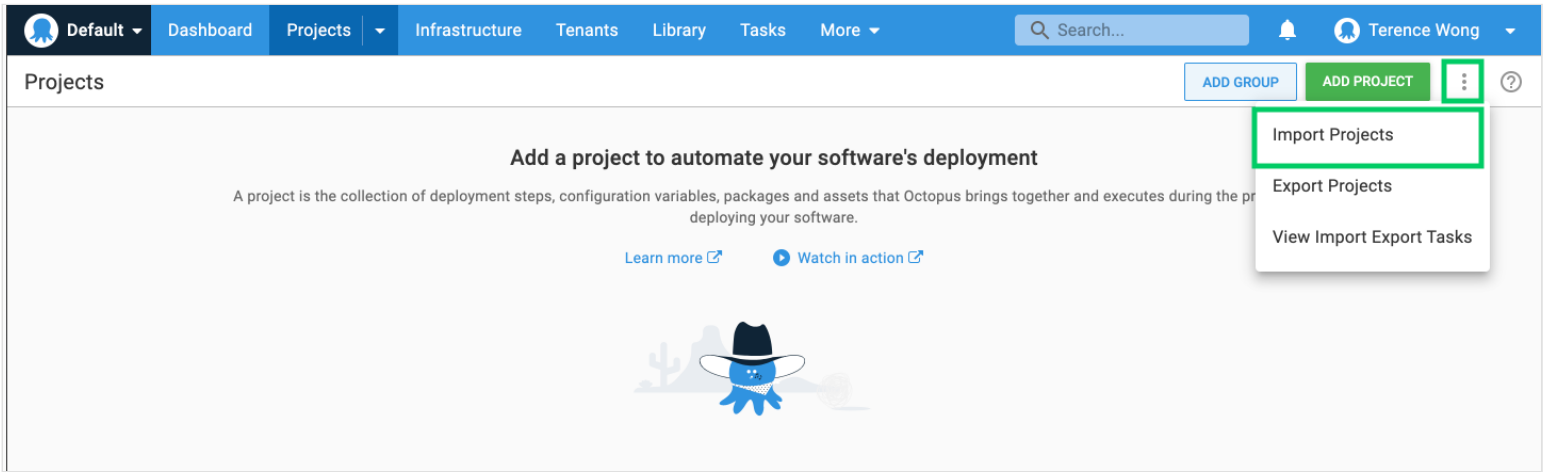 Default Dashboard Projects Infrastructure Tenants Library Tasks More Search... Terence Wong
Projects ADD GROUP ADD PROJECT
Import Projects
Export Projects
View Import Export Tasks
Add a project to automate your software's deployment
A project is the collection of deployment steps, configuration variables, packages and assets that Octopus brings together and executes during the
deploying your software.
Learn more Watch in action